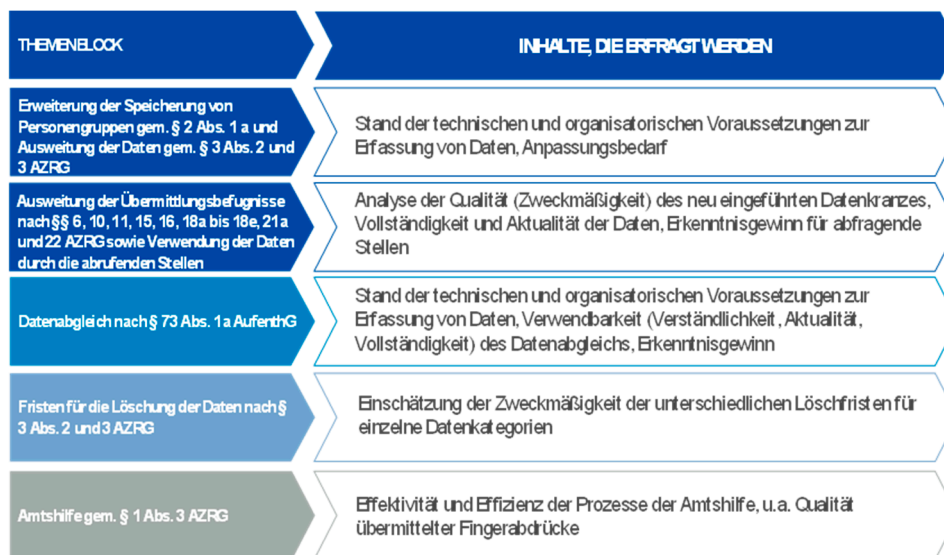 THEMENBLOCK
INHALTE, DIE ERFRAGT WERDEN
Erweiterung der Speicherung von
Personengruppen gem. § 2 Abs. 1 a und
Ausweitung der Daten gem. § 3 Abs. 2 und
3 AZRG
Stand der technischen und organisatorischen Voraussetzungen zur
Erfassung von Daten, Anpassungsbedarf
Ausweitung der Übermittlungsbefugnisse
nach §§ 6, 10, 11, 15, 16, 18a bis 18e, 21a
und 22 AZRG sowie Verwendung der Daten
durch die abrufenden Stellen
Analyse der Qualität (Zweckmäßigkeit) des neu eingeführten Datenkranzes,
Vollständigkeit und Aktualität der Daten, Erkenntnisgewinn für abfragende
Stellen
Datenabgleich nach § 73 Abs. 1a AufenthG
Stand der technischen und organisatorischen Voraussetzungen zur
Erfassung von Daten, Verwendbarkeit (Verständlichkeit, Aktualität,
Vollständigkeit) des Datenabgleichs, Erkenntnisgewinn
Fristen für die Löschung der Daten nach §
3 Abs. 2 und 3 AZRG
Einschätzung der Zweckmäßigkeit der unterschiedlichen Löschfristen für
einzelne Datenkategorien
Amtshilfe gem. § 1 Abs. 3 AZRG
Effektivität und Effizienz der Prozesse der Amtshilfe, u.a. Qualität
übermittelter Fingerabdrücke